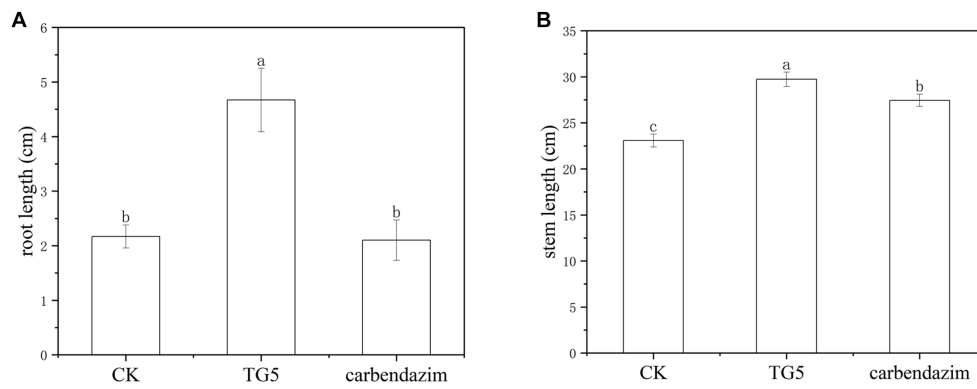 A
root length (cm)
6
5
4
3
2
1
0
b
a
b
CK TG5 carbendazim
B
stem length (cm)
35
30
25
20
15
10
5
0
c
a
b
CK TG5 carbendazim